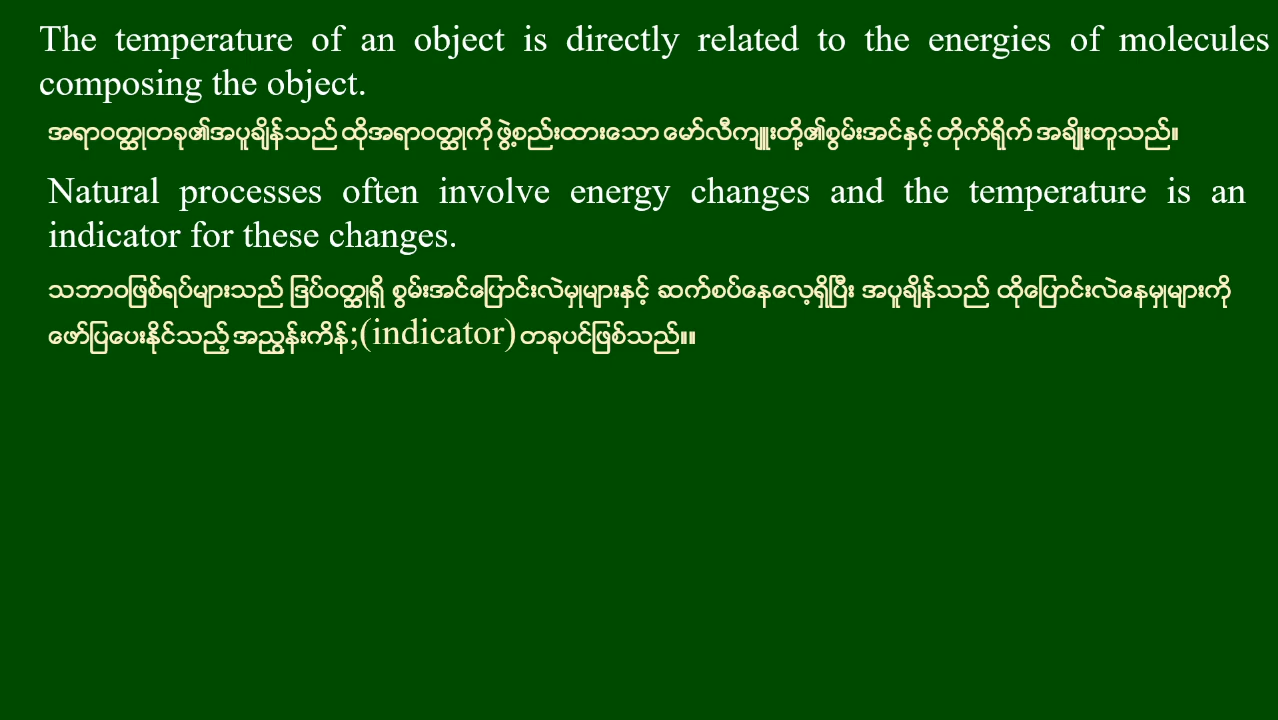 The temperature of an object is directly related to the energies of molecules
composing the object.
အရာဝတ္ထုတခု၏အပူချိန်သည် ထိုအရာဝတ္ထုကို ဖွဲ့စည်းထားသော မော်လီကျူးတို့၏စွမ်းအင်နှင့် တိုက်ရိုက် အချိုးတူသည်။
Natural processes often involve energy changes and the temperature is an
indicator for these changes.
သဘာဝဖြစ်ရပ်များသည် ဒြပ်ဝတ္ထုရှိ စွမ်းအင်ပြောင်းလဲမှုများနှင့် ဆက်စပ်နေလေ့ရှိပြီး အပူချိန်သည် ထိုပြောင်းလဲနေမှုများကို
ဖော်ပြပေးနိုင်သည့် အညွှန်းကိန်;(indicator) တခုပင်ဖြစ်သည်။။